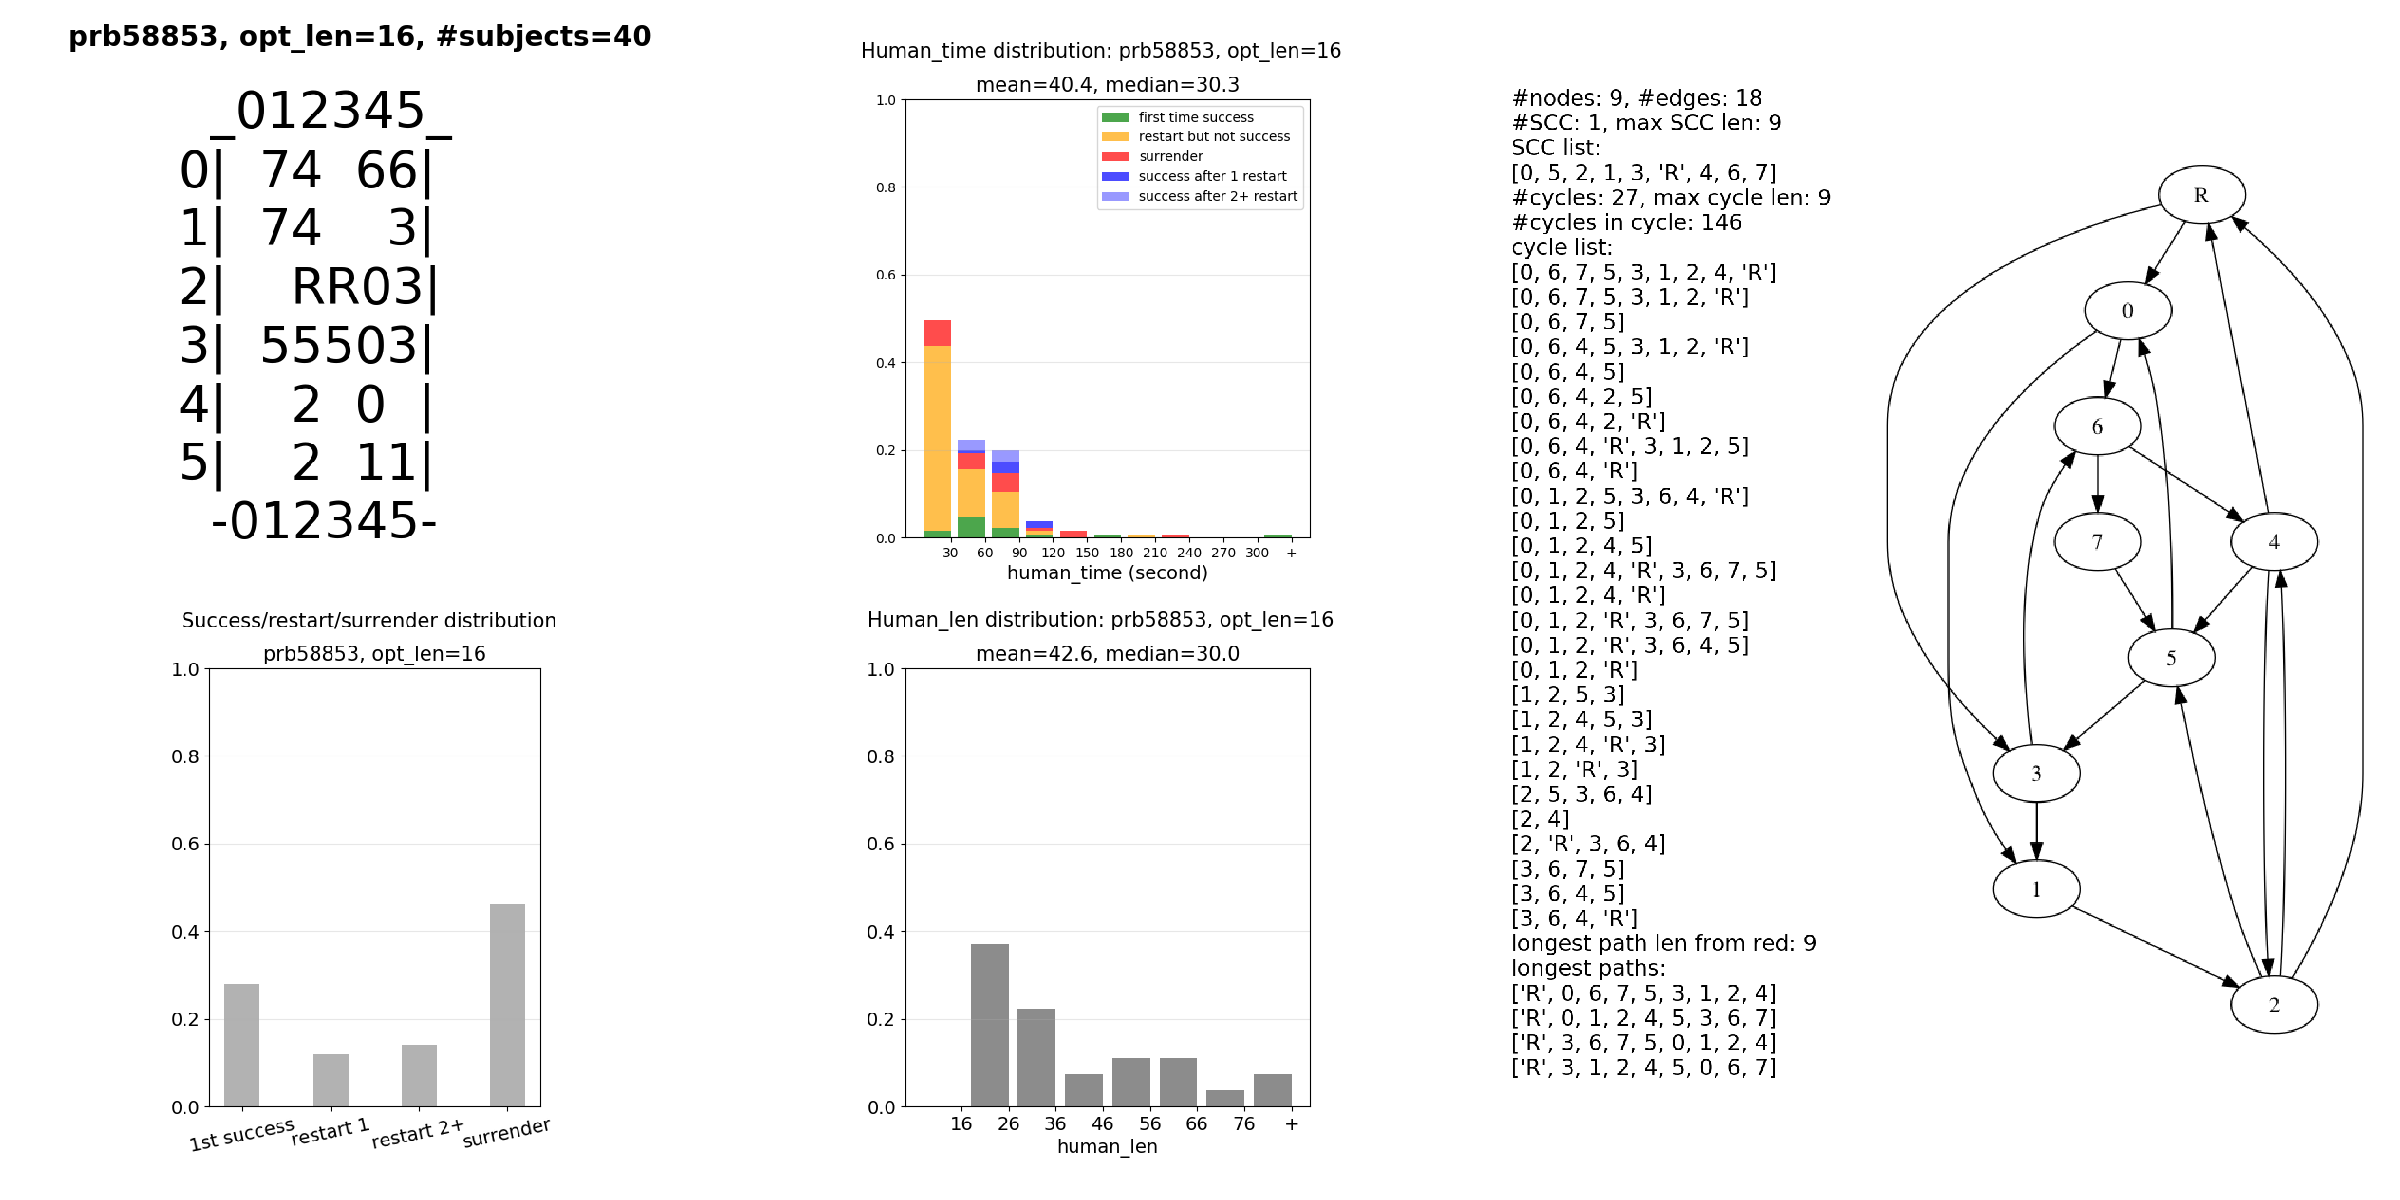 prb58853, opt_len=16, #subjects=40
_012345_
0| 74  66|
1| 74    3|
2|    RR03|
3| 55503|
4|    2  0  |
5|    2  11|
-012345-
Success/restart/surrender distribution
prb58853, opt_len=16
1.0
0.8
0.6
0.4
0.2
0.0
1st success
restart 1
restart 2+
surrender
Human_time distribution: prb58853, opt_len=16
mean=40.4, median=30.3
1.0
0.8
0.6
0.4
0.2
0.0
first time success
restart but not success
surrender
success after 1 restart
success after 2+ restart
30 60 90 120 150 180 210 240 270 300 +
human_time (second)
Human_len distribution: prb58853, opt_len=16
mean=42.6, median=30.0
1.0
0.8
0.6
0.4
0.2
0.0
16 26 36 46 56 66 76 +
human_len
#nodes: 9, #edges: 18
#SCC: 1, max SCC len: 9
SCC list:
[0, 5, 2, 1, 3, 'R', 4, 6, 7]
#cycles: 27, max cycle len: 9
#cycles in cycle: 146
cycle list:
[0, 6, 7, 5, 3, 1, 2, 4, 'R']
[0, 6, 7, 5, 3, 1, 2, 'R']
[0, 6, 7, 5]
[0, 6, 4, 5, 3, 1, 2, 'R']
[0, 6, 4, 5]
[0, 6, 4, 2, 5]
[0, 6, 4, 2, 'R']
[0, 6, 4, 'R', 3, 1, 2, 5]
[0, 6, 4, 'R']
[0, 1, 2, 5, 3, 6, 4, 'R']
[0, 1, 2, 5]
[0, 1, 2, 4, 5]
[0, 1, 2, 4, 'R', 3, 6, 7, 5]
[0, 1, 2, 4, 'R']
[0, 1, 2, 'R', 3, 6, 7, 5]
[0, 1, 2, 'R', 3, 6, 4, 5]
[0, 1, 2, 'R']
[1, 2, 5, 3]
[1, 2, 4, 5, 3]
[1, 2, 4, 'R', 3]
[1, 2, 'R', 3]
[2, 5, 3, 6, 4]
[2, 4]
[2, 'R', 3, 6, 4]
[3, 6, 7, 5]
[3, 6, 4, 5]
[3, 6, 4, 'R']
longest path len from red: 9
longest paths:
['R', 0, 6, 7, 5, 3, 1, 2, 4]
['R', 0, 1, 2, 4, 5, 3, 6, 7]
['R', 3, 6, 7, 5, 0, 1, 2, 4]
['R', 3, 1, 2, 4, 5, 0, 6, 7]
R
0
6
7
4
5
3
1
2